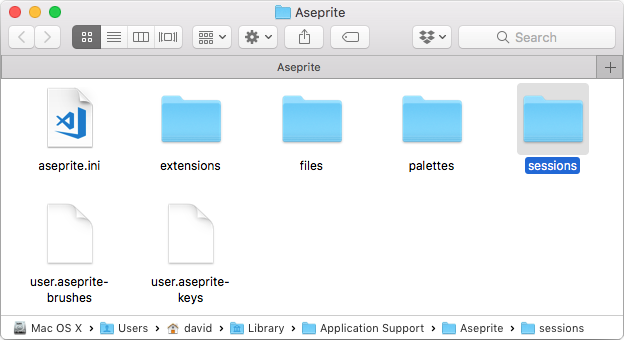 Aseprite
Search
Aseprite
aseprite.ini
extensions
files
palettes
sessions
user.aseprite-
brushes
user.aseprite-
keys
Mac OS X › Users › david › Library › Application Support › Aseprite › sessions